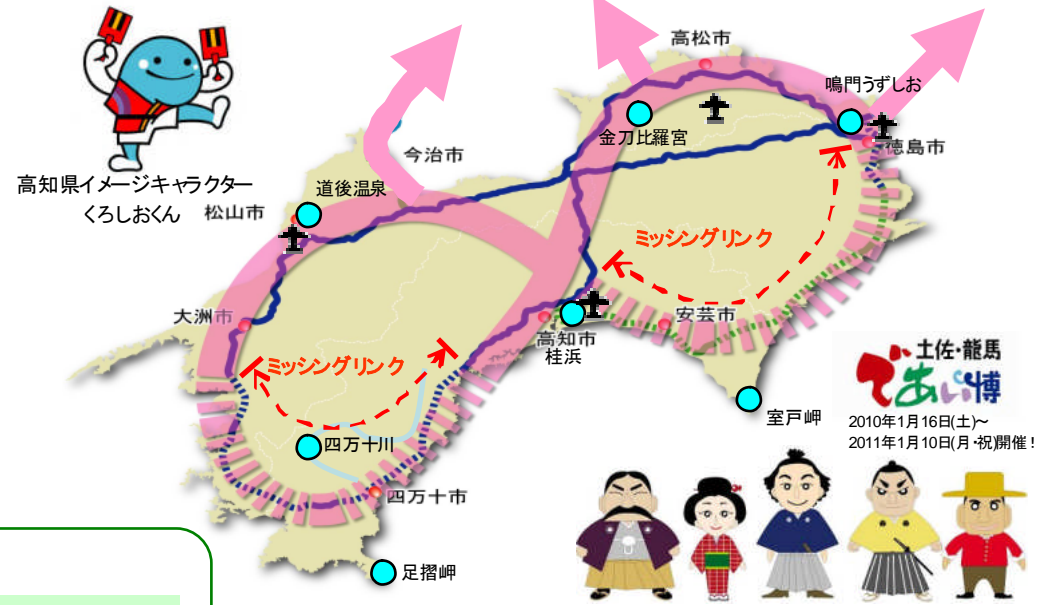 高松市
鳴門うずしお
金刀比羅宮
徳島市
今治市
高知県イメージキャラクター
くろしおくん
道後温泉
松山市
ミッシングリンク
大洲市
安芸市
高知市
桂浜
ミッシングリンク
土佐・龍馬
であい博
室戸岬
2010年1月16日(土)~
2011年1月10日(月・祝)開催!
四万十川
四万十市
足摺岬